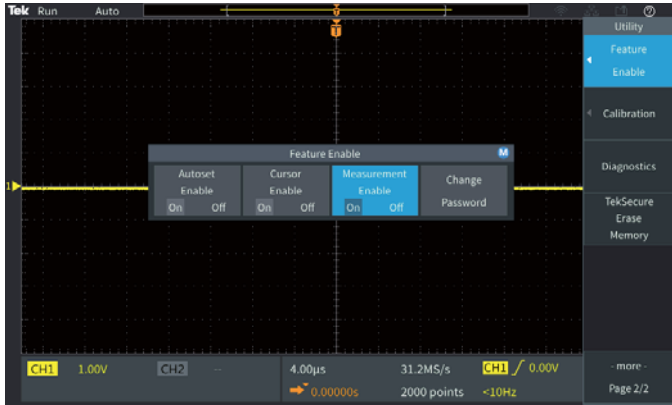 Tek Run Auto
Utility
Feature
Enable
Calibration
Diagnostics
TekSecure
Erase
Memory
- more -
Page 2/2
T
1
Feature Enable M
Autoset
Enable
On Off
Cursor
Enable
On Off
Measurement
Enable
On Off
Change
Password
CH1 1.00V CH2 -- 4.00µs 31.2MS/s CH1 0.00V
0.00000s 2000 points <10Hz